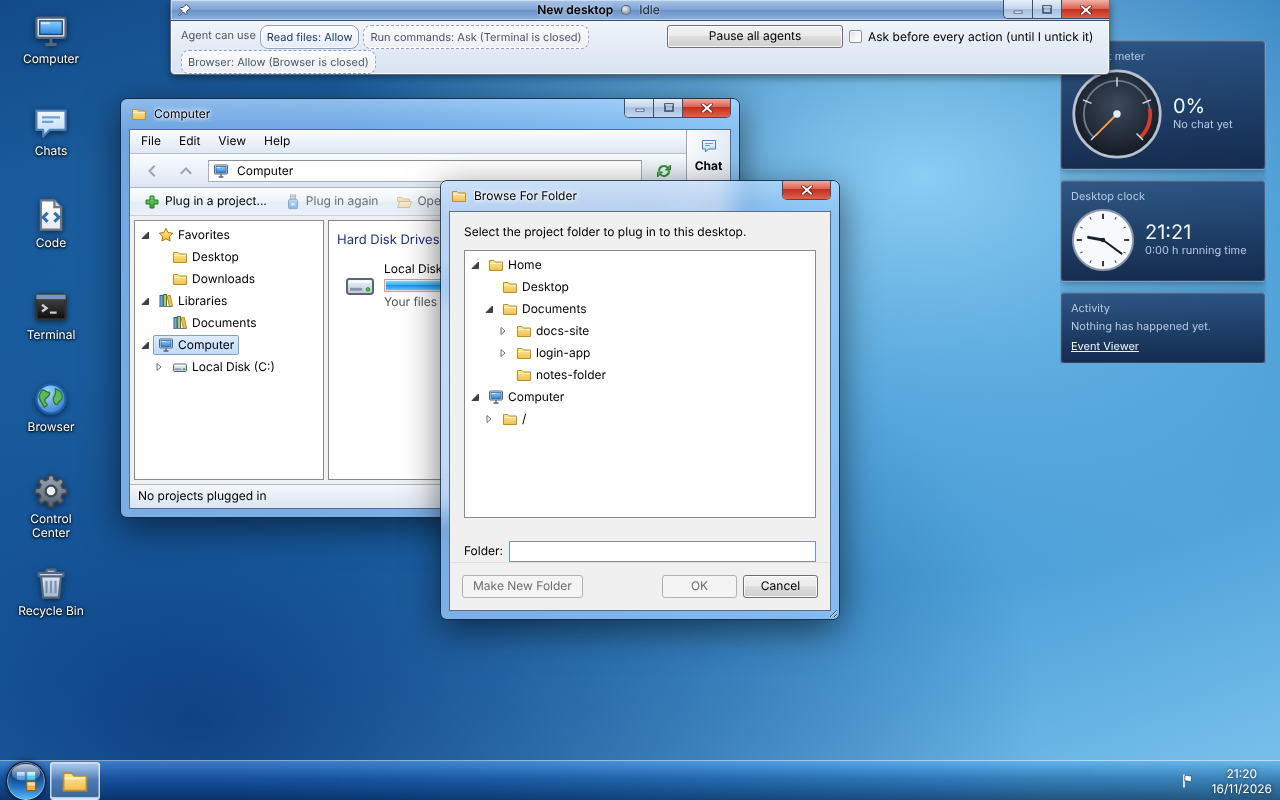 New desktop Idle
Agent can use Read files: Allow Run commands: Ask (Terminal is closed)
Browser: Allow (Browser is closed)
Pause all agents Ask before every action (until I untick it)
Computer
Chats
Code
Terminal
Browser
Control
Center
Recycle Bin
Computer
File Edit View Help
Computer
Chat
Plug in a project... Plug in again Ope
Favorites
Desktop
Downloads
Libraries
Documents
Computer
Local Disk (C:)
Hard Disk Drives
Local Disk
Your files
No projects plugged in
Browse For Folder
Select the project folder to plug in to this desktop.
Home
Desktop
Documents
docs-site
login-app
notes-folder
Computer
/
Folder:
Make New Folder OK Cancel
meter
0%
No chat yet
Desktop clock
21:21
0:00 h running time
Activity
Nothing has happened yet.
Event Viewer
21:20
16/11/2026